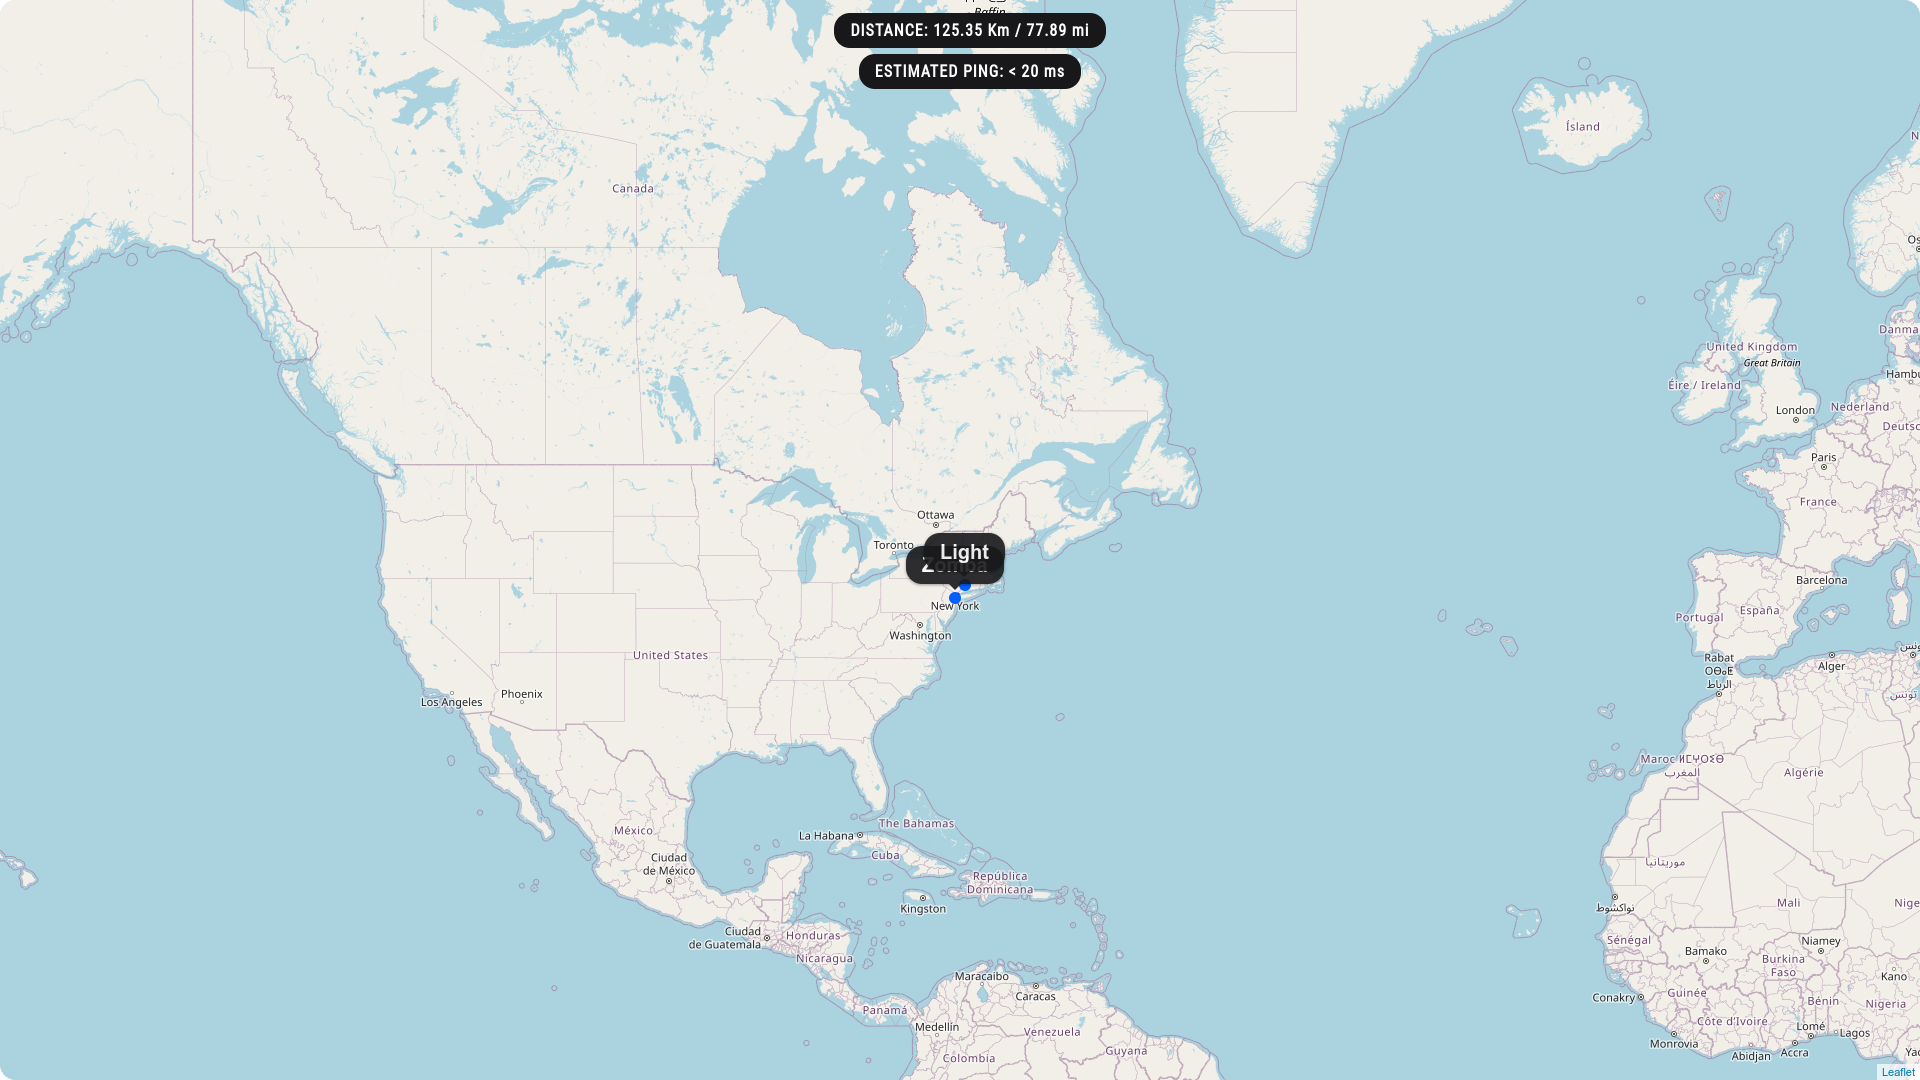 Baffin
DISTANCE: 125.35 Km / 77.89 mi
ESTIMATED PING: < 20 ms
Ísland
Canada
United Kingdom
Great Britain
Éire / Ireland
London
Nederland
Paris
France
Ottawa
Toronto
Light
New York
Washington
United States
Los Angeles
Phoenix
Barcelona
España
Portugal
Rabat
ⵔⴱⴰⵟ
الرباط
Alger
تونس
Maroc ⵍⵎⵖⵔⵉⴱ
المغرب
Algérie
México
Ciudad
de México
La Habana
The Bahamas
Cuba
República
Dominicana
Kingston
موريتانيا
نواكشوط
Mali
Ciudad
de Guatemala
Honduras
Nicaragua
Sénégal
Bamako
Niamey
Burkina
Faso
Kano
Maracaibo
Caracas
Panamá
Medellín
Venezuela
Colombia
Guyana
Conakry
Guinée
Bénin
Nigeria
Côte d'Ivoire
Monrovia
Lomé
Lagos
Abidjan
Accra
Leaflet